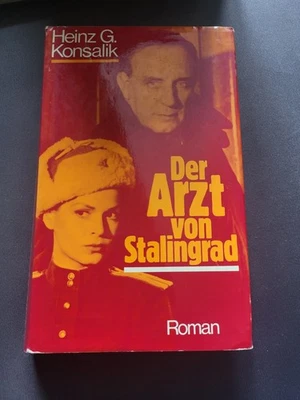 Heinz G.
Konsalik
Der
Arzt
von
Stalingrad
Roman